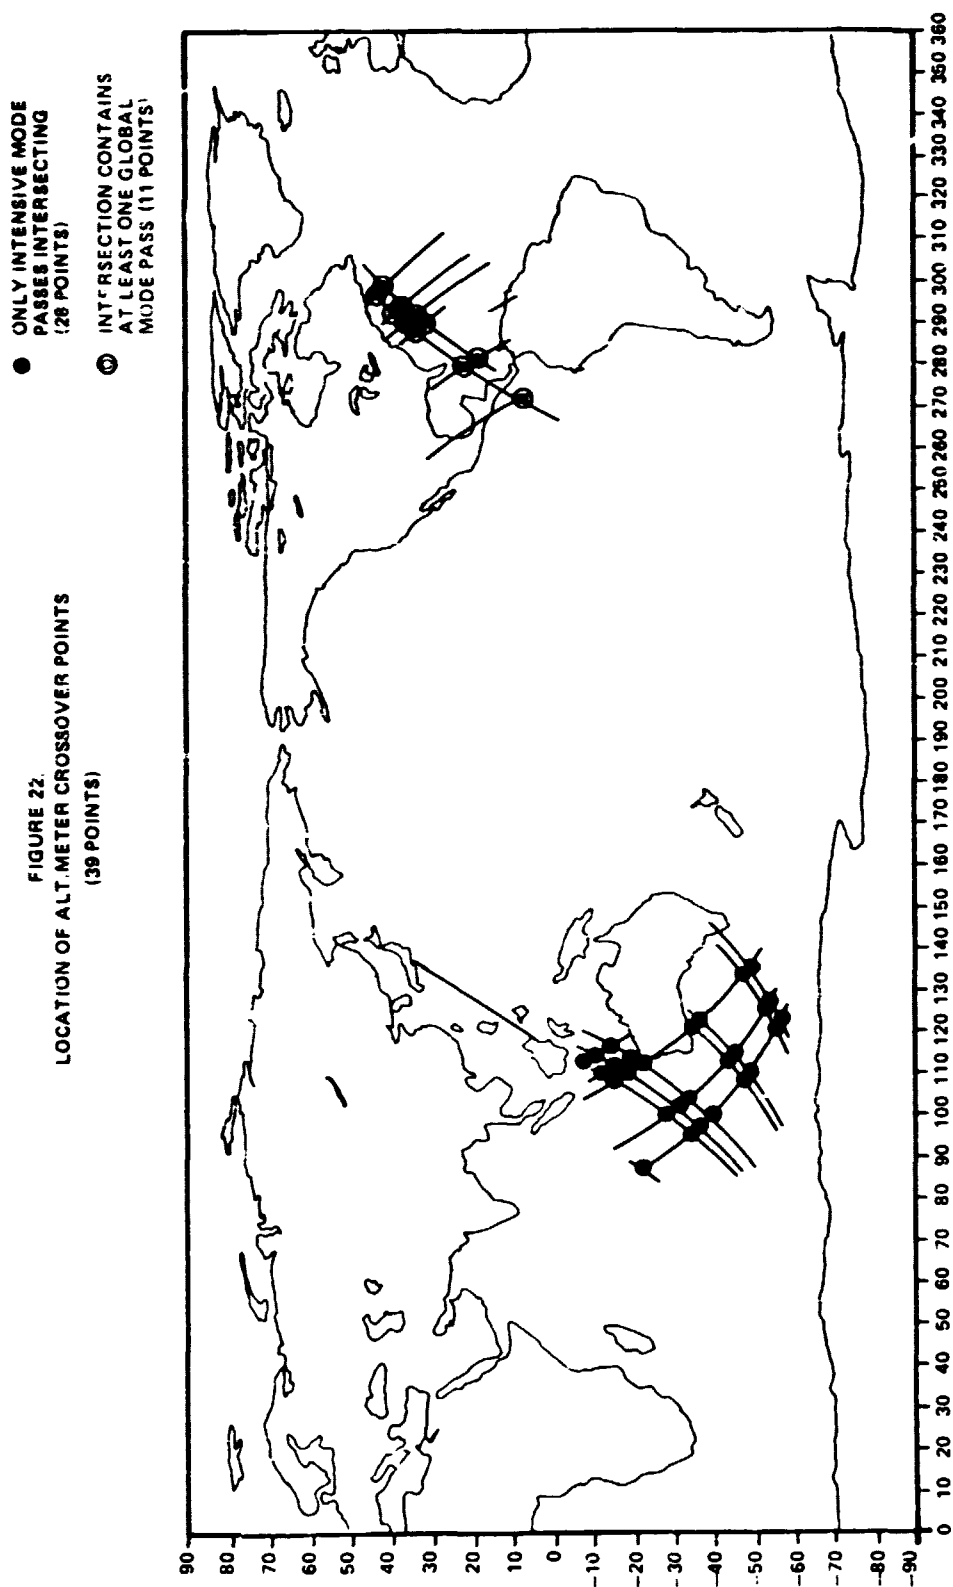 FIGURE 22.
LOCATION OF ALT.METER CROSSOVER POINTS
(39 POINTS)
● ONLY INTENSIVE MODE
PASSES INTERSECTING
(28 POINTS)
INTERSECTION CONTAINS
AT LEAST ONE GLOBAL
MODE PASS (11 POINTS)
90
80
70
60
50
40
30
20
10
0
-10
-20
-30
-40
-50
-60
-70
-80
-90
0 10 20 30 40 50 60 70 80 90 100 110 120 130 140 150 160 170 180 190 200 210 220 230 240 250 260 270 280 290 300 310 320 330 340 350 360